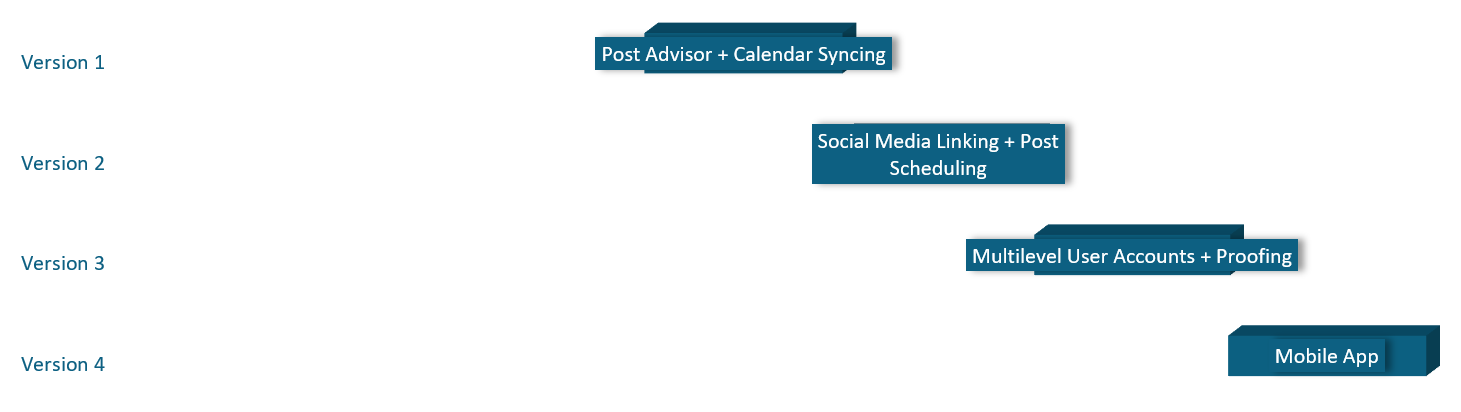 Version 1
Post Advisor + Calendar Syncing
Version 2
Social Media Linking + Post
Scheduling
Version 3
Multilevel User Accounts + Proofing
Version 4
Mobile App